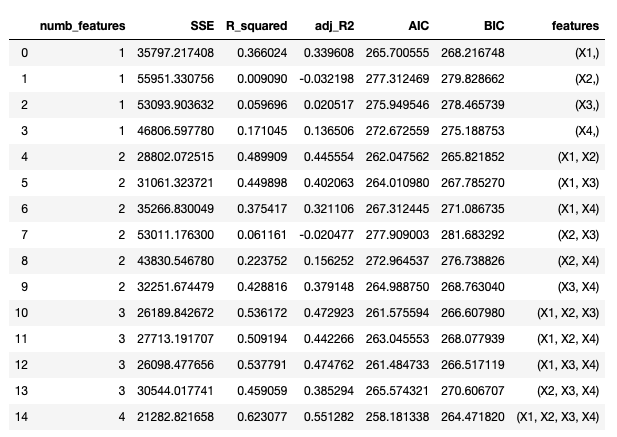 numb_features SSE R_squared adj_R2 AIC BIC features
0 1 35797.217408 0.366024 0.339608 265.700555 268.216748 (X1,)
1 1 55951.330756 0.009090 -0.032198 277.312469 279.828662 (X2,)
2 1 53093.903632 0.059696 0.020517 275.949546 278.465739 (X3,)
3 1 46806.597780 0.171045 0.136506 272.672559 275.188753 (X4,)
4 2 28802.072515 0.489909 0.445554 262.047562 265.821852 (X1, X2)
5 2 31061.323721 0.449898 0.402063 264.010980 267.785270 (X1, X3)
6 2 35266.830049 0.375417 0.321106 267.312445 271.086735 (X1, X4)
7 2 53011.176300 0.061161 -0.020477 277.909003 281.683292 (X2, X3)
8 2 43830.546780 0.223752 0.156252 272.964537 276.738826 (X2, X4)
9 2 32251.674479 0.428816 0.379148 264.988750 268.763040 (X3, X4)
10 3 26189.842672 0.536172 0.472923 261.575594 266.607980 (X1, X2, X3)
11 3 27713.191707 0.509194 0.442266 263.045553 268.077939 (X1, X2, X4)
12 3 26098.477656 0.537791 0.474762 261.484733 266.517119 (X1, X3, X4)
13 3 30544.017741 0.459059 0.385294 265.574321 270.606707 (X2, X3, X4)
14 4 21282.821658 0.623077 0.551282 258.181338 264.471820 (X1, X2, X3, X4)